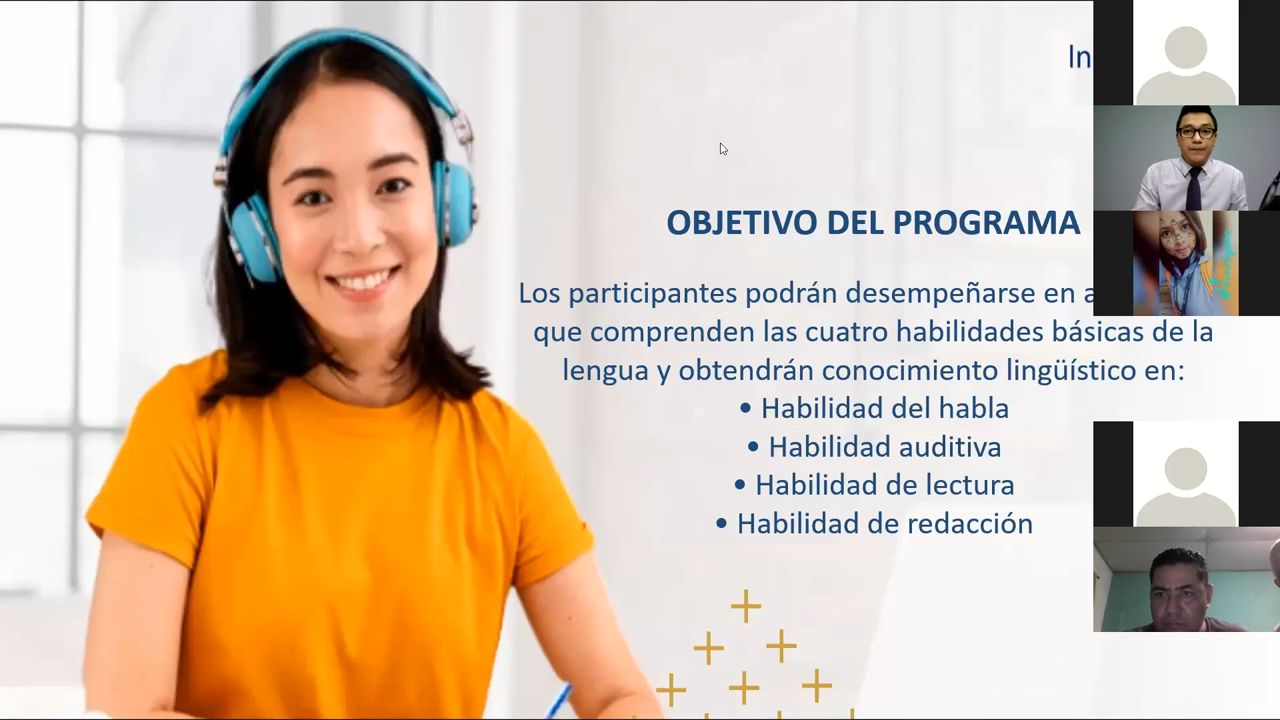 In
OBJETIVO DEL PROGRAMA
Los participantes podrán desempeñarse en a
que comprenden las cuatro habilidades básicas de la
lengua y obtendrán conocimiento lingüístico en:
• Habilidad del habla
• Habilidad auditiva
• Habilidad de lectura
• Habilidad de redacción